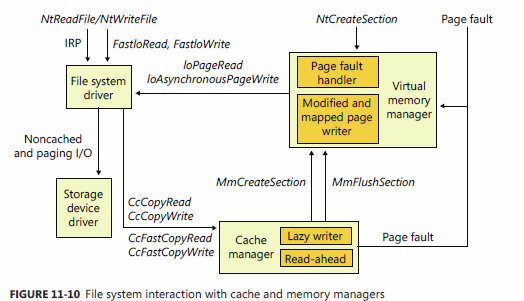 NtReadFile/NtWriteFile
NtCreateSection
Page fault
IRP
FastIoRead, FastIoWrite
IoPageRead
IoAsynchronousPageWrite
File system
driver
Page fault
handler
Modified and
mapped page
writer
Virtual
memory
manager
Noncached
and paging I/O
Storage
device
driver
MmCreateSection
MmFlushSection
CcCopyRead
CcCopyWrite
CcFastCopyRead
CcFastCopyWrite
Cache
manager
Lazy writer
Read-ahead
Page fault
FIGURE 11-10 File system interaction with cache and memory managers